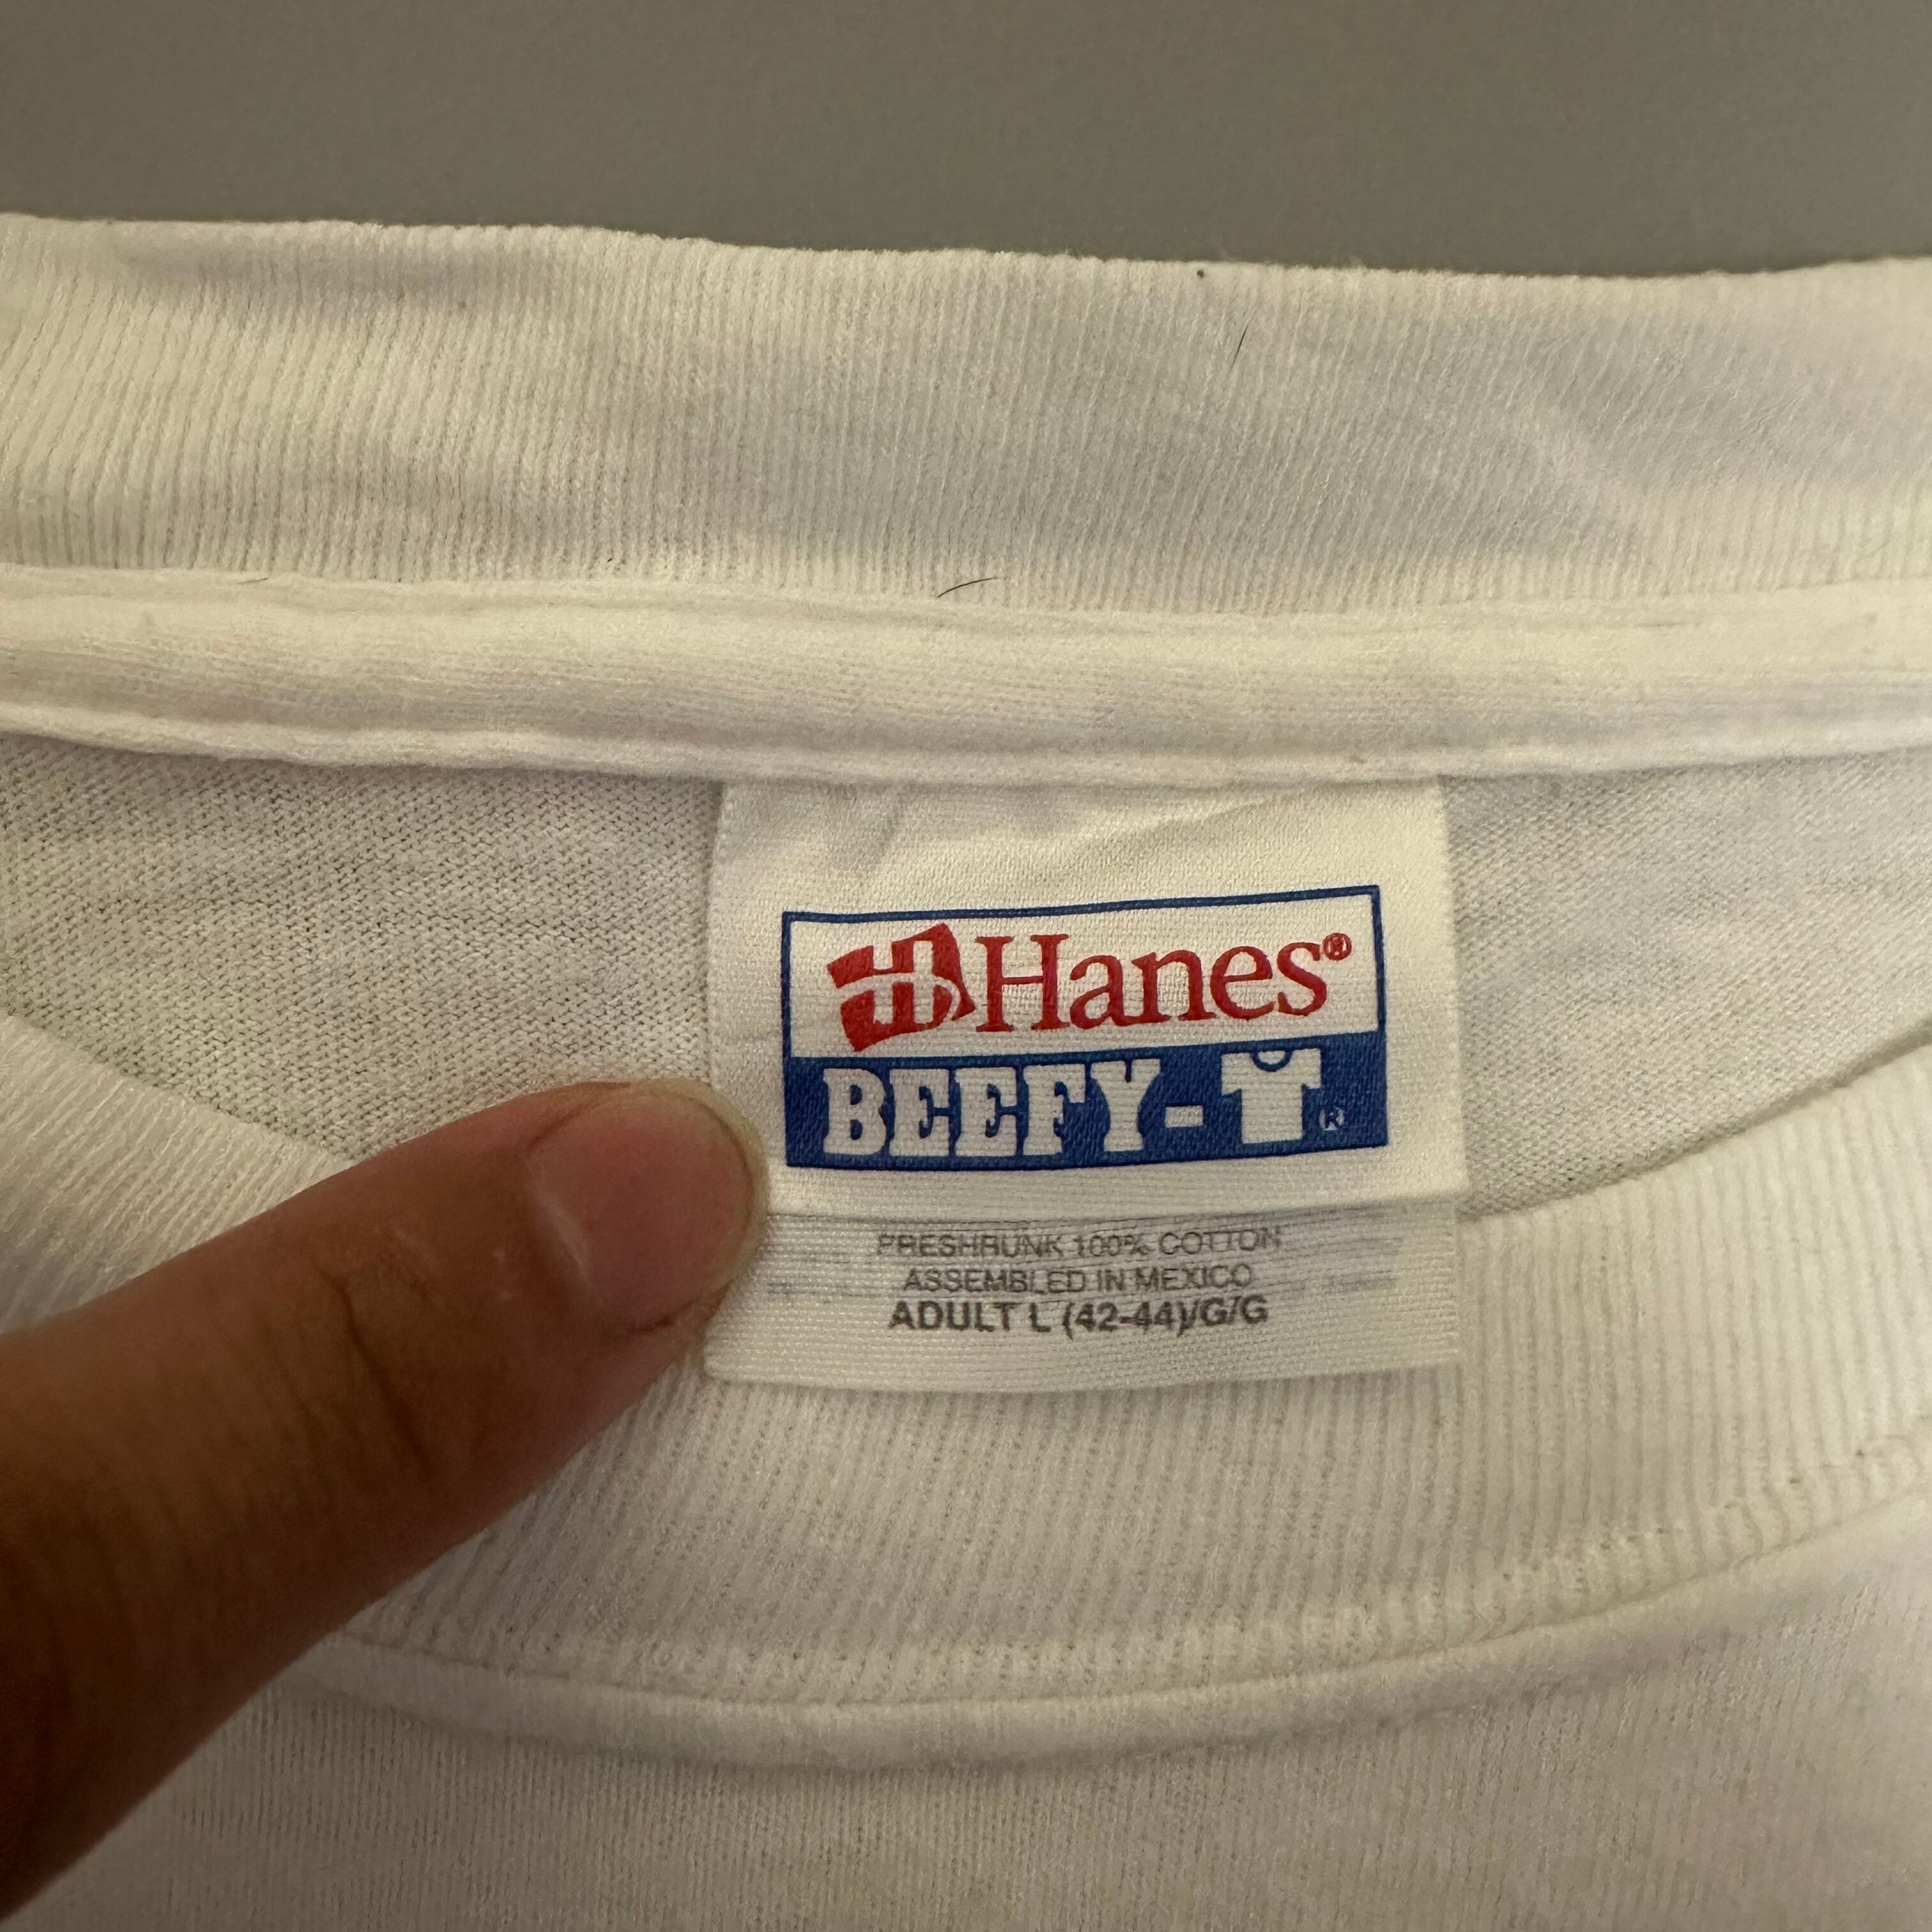 Hanes®
BEEFY-T®
PRESHRUNK 100% COTTON
ASSEMBLED IN MEXICO
ADULT L (42-44)/G/G